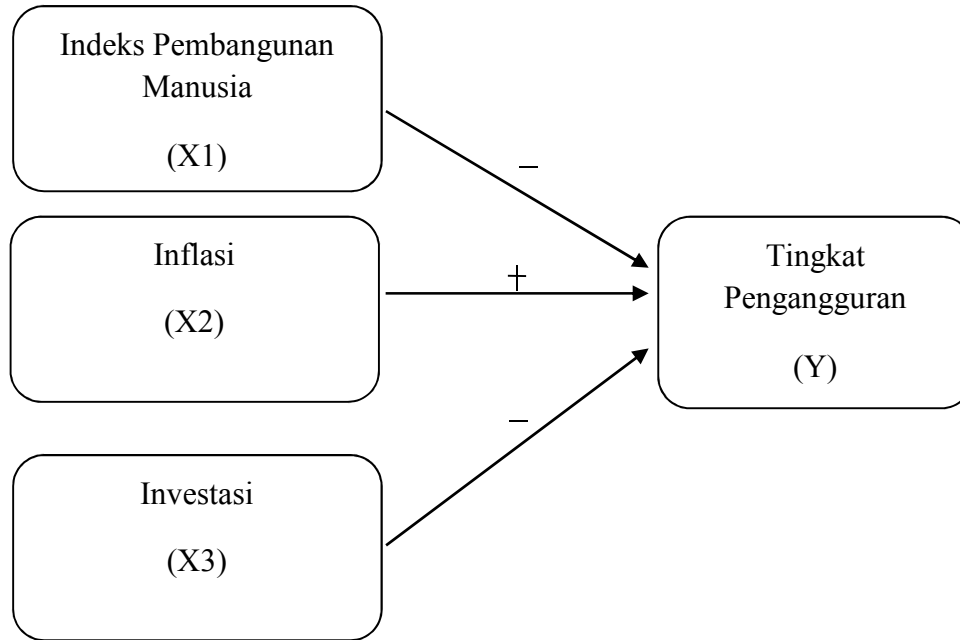 Indeks Pembangunan
Manusia
(X1)
–
Inflasi
(X2)
+
Tingkat
Pengangguran
(Y)
–
Investasi
(X3)